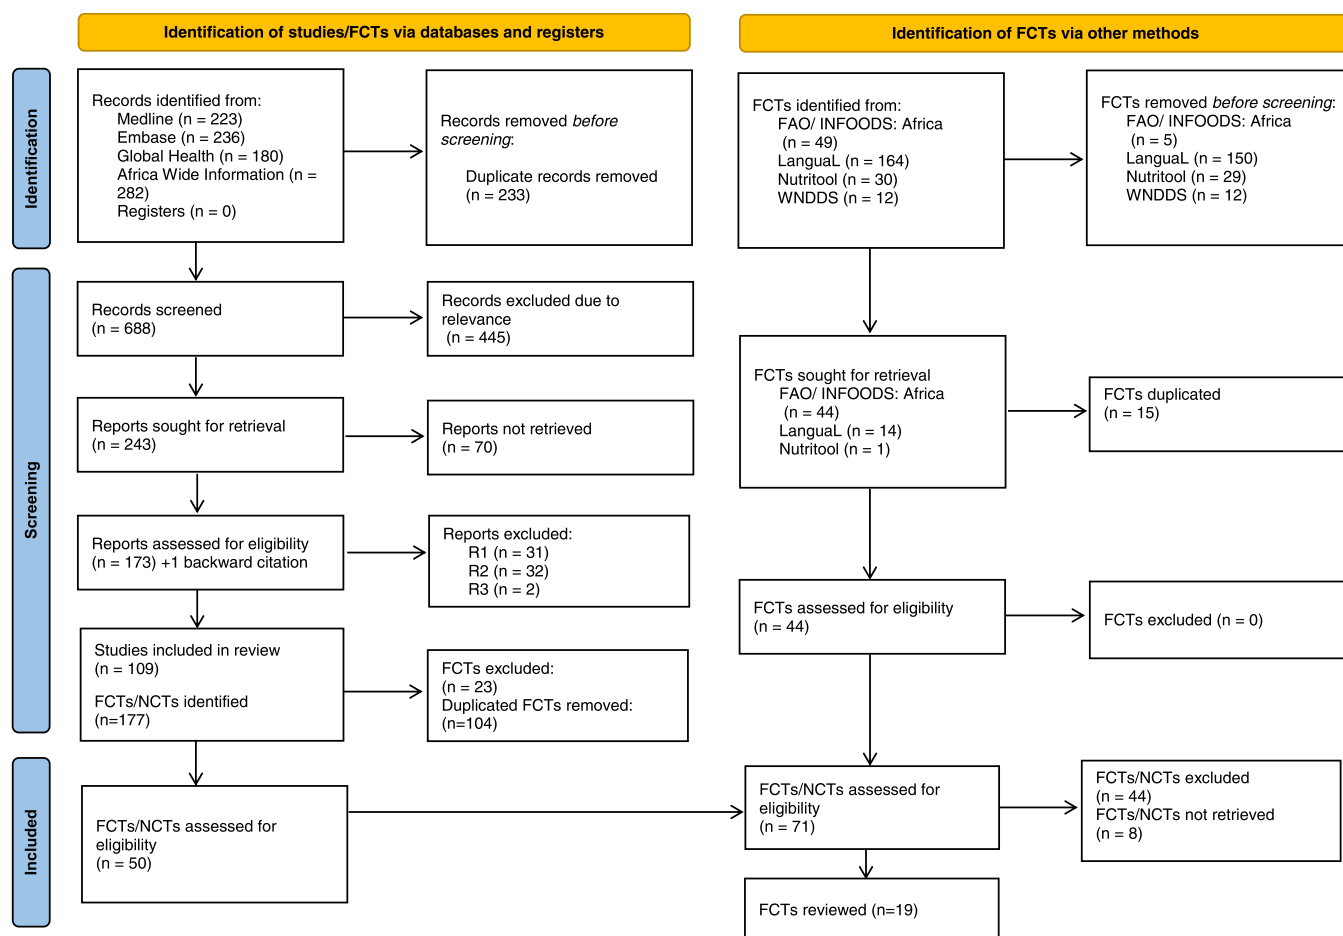 Identification of studies/FCTs via databases and registers
Identification of FCTs via other methods
Identification
Records identified from:
Medline (n = 223)
Embase (n = 236)
Global Health (n = 180)
Africa Wide Information (n =
282)
Registers (n = 0)
Records removed before
screening:
Duplicate records removed
(n = 233)
FCTs identified from:
FAO/ INFOODS: Africa
(n = 49)
LanguaL (n = 164)
Nutritool (n = 30)
WNDDS (n = 12)
FCTs removed before screening:
FAO/ INFOODS: Africa
(n = 5)
LanguaL (n = 150)
Nutritool (n = 29)
WNDDS (n = 12)
Screening
Records screened
(n = 688)
Records excluded due to
relevance
(n = 445)
Reports sought for retrieval
(n = 243)
Reports not retrieved
(n = 70)
FCTs sought for retrieval
FAO/ INFOODS: Africa
(n = 44)
LanguaL (n = 14)
Nutritool (n = 1)
FCTs duplicated
(n = 15)
Reports assessed for eligibility
(n = 173) +1 backward citation
Reports excluded:
R1 (n = 31)
R2 (n = 32)
R3 (n = 2)
FCTs assessed for eligibility
(n = 44)
FCTs excluded (n = 0)
Studies included in review
(n = 109)
FCTs/NCTs identified
(n=177)
FCTs excluded:
(n = 23)
Duplicated FCTs removed:
(n=104)
Included
FCTs/NCTs assessed for
eligibility
(n = 50)
FCTs/NCTs assessed for
eligibility
(n = 71)
FCTs/NCTs excluded
(n = 44)
FCTs/NCTs not retrieved
(n = 8)
FCTs reviewed (n=19)